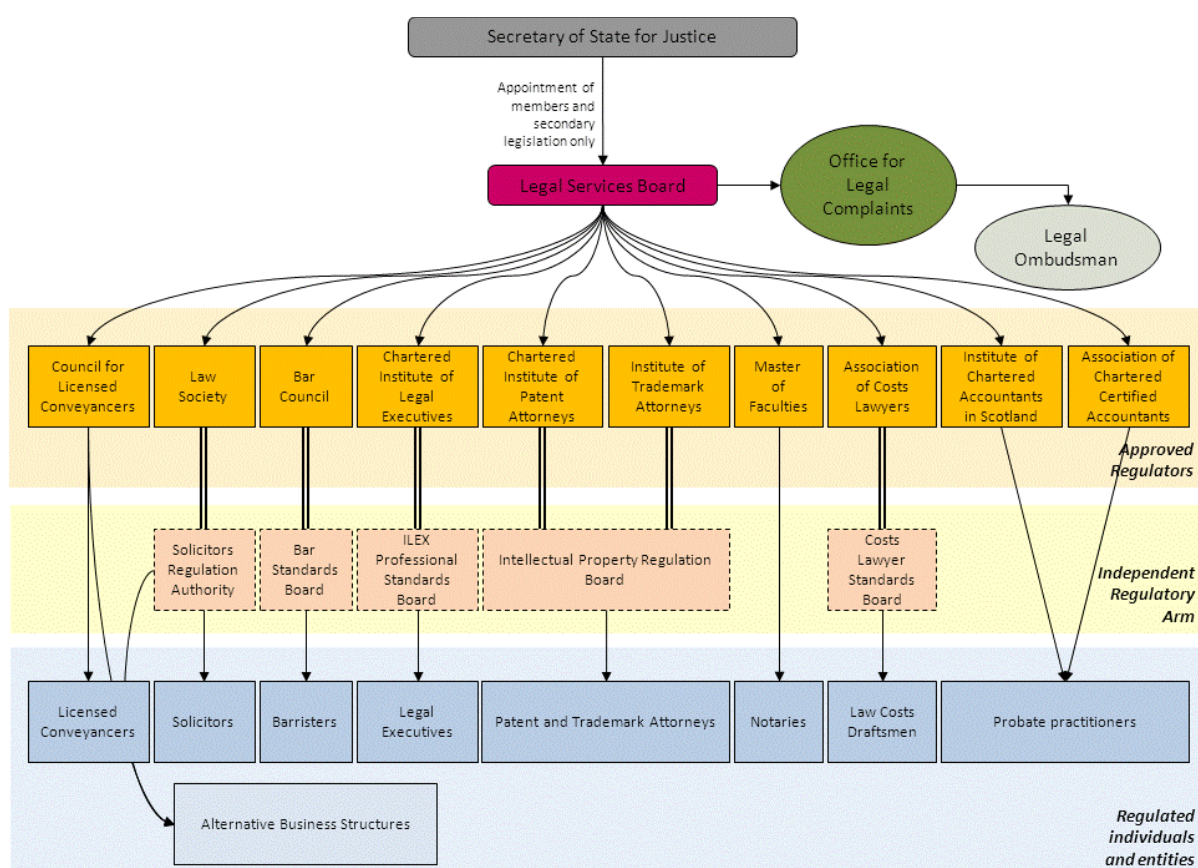 Secretary of State for Justice
Appointment of
members and
secondary
legislation only
Legal Services Board
Office for
Legal
Complaints
Legal
Ombudsman
Council for
Licensed
Conveyancers
Law
Society
Bar
Council
Chartered
Institute of
Legal
Executives
Chartered
Institute of
Patent
Attorneys
Institute of
Trademark
Attorneys
Master
of
Faculties
Association
of Costs
Lawyers
Institute of
Chartered
Accountants
in Scotland
Association of
Chartered
Certified
Accountants
Approved
Regulators
Solicitors
Regulation
Authority
Bar
Standards
Board
ILEX
Professional
Standards
Board
Intellectual Property Regulation
Board
Costs
Lawyer
Standards
Board
Independent
Regulatory
Arm
Licensed
Conveyancers
Solicitors
Barristers
Legal
Executives
Patent and Trademark Attorneys
Notaries
Law Costs
Draftsmen
Probate practitioners
Alternative Business Structures
Regulated
individuals
and entities